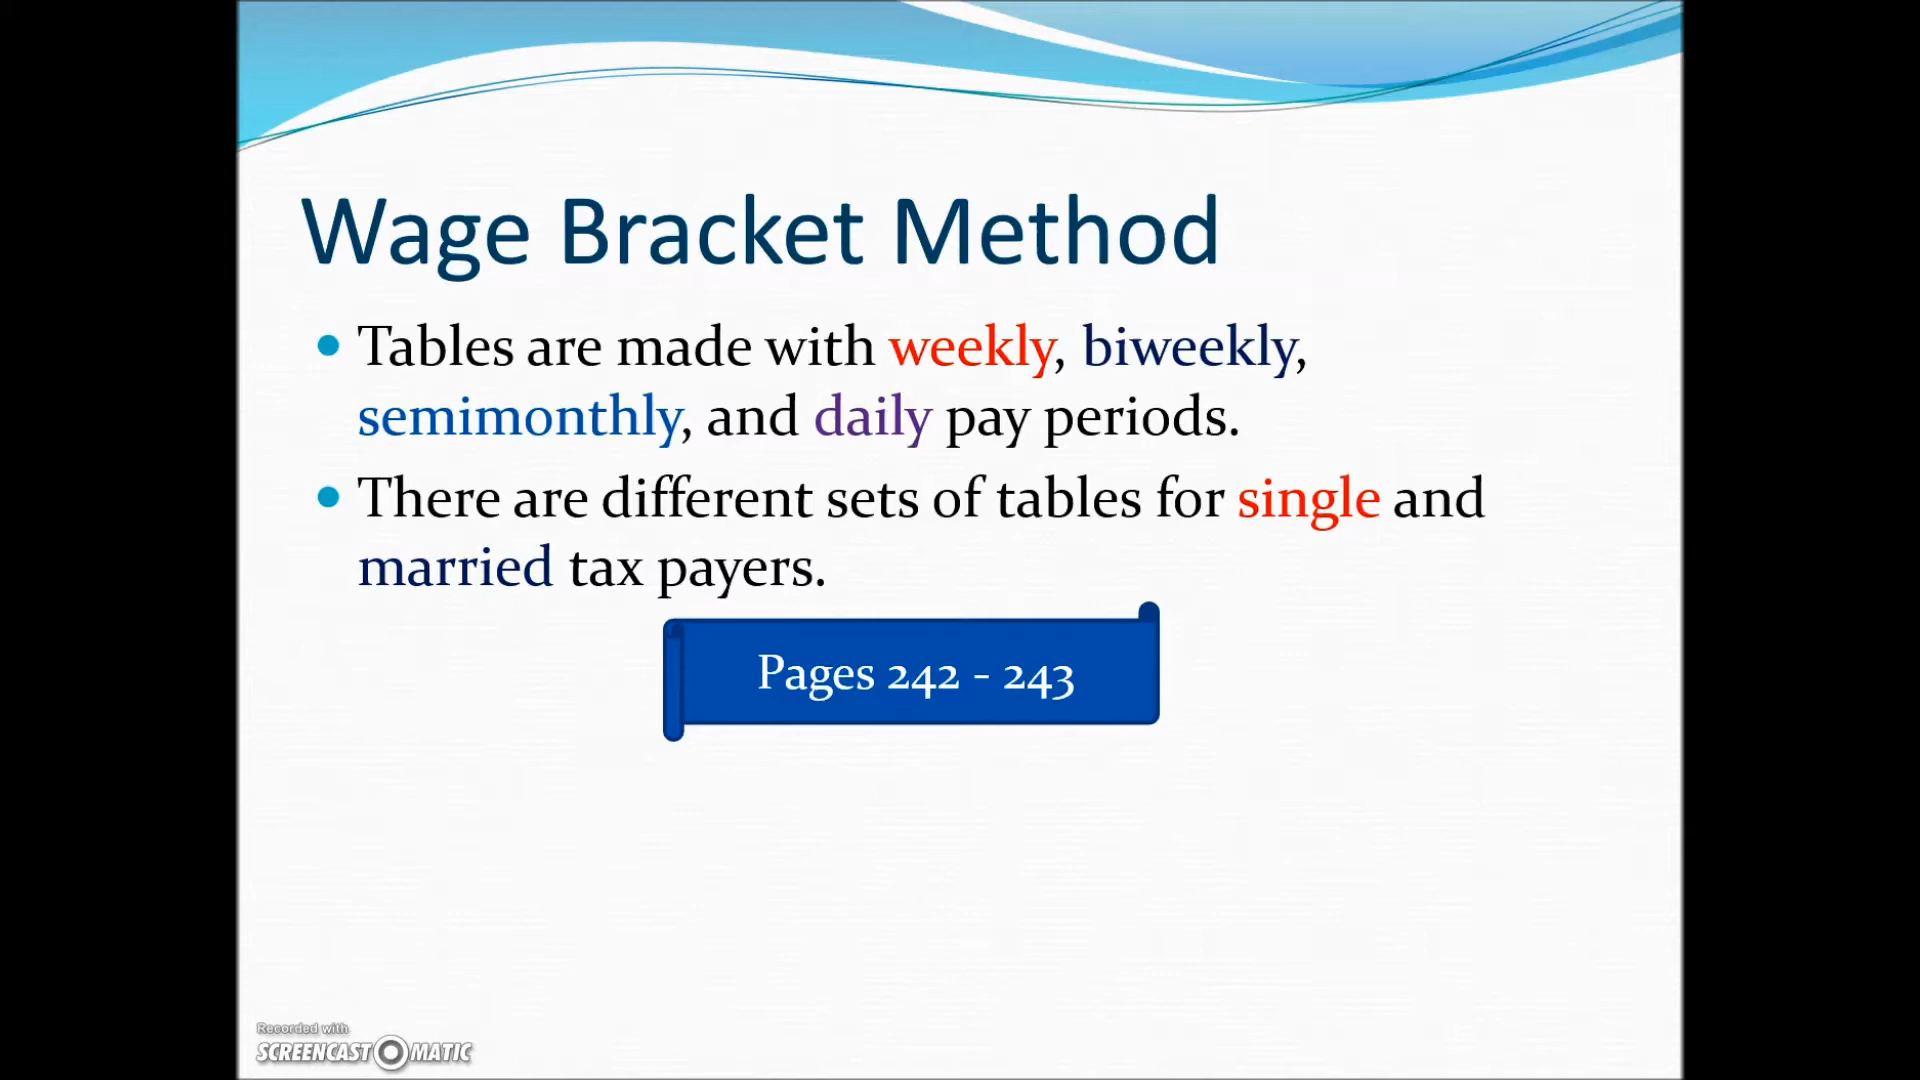 Wage Bracket Method
• Tables are made with weekly, biweekly,
semimonthly, and daily pay periods.
• There are different sets of tables for single and
married tax payers.
Pages 242 - 243
Recorded with
SCREENCAST MATIC